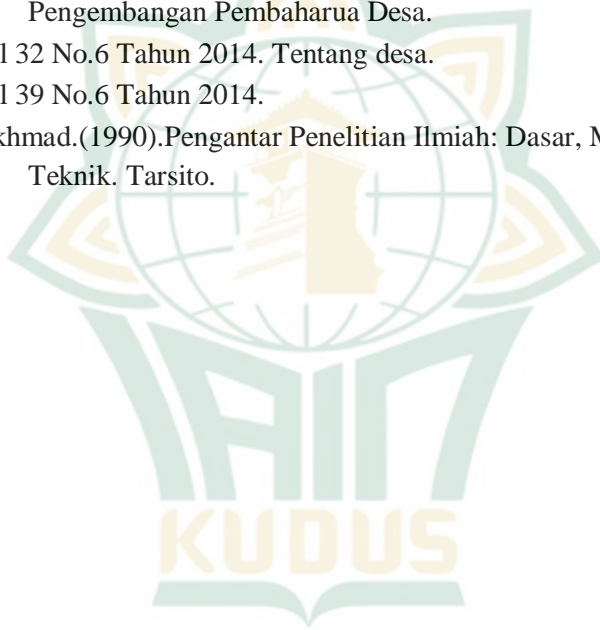 Pengembangan Pembaharua Desa.
l 32 No.6 Tahun 2014. Tentang desa.
l 39 No.6 Tahun 2014.
khmad.(1990).Pengantar Penelitian Ilmiah: Dasar, M
Teknik. Tarsito.
IAIN
KUDUS